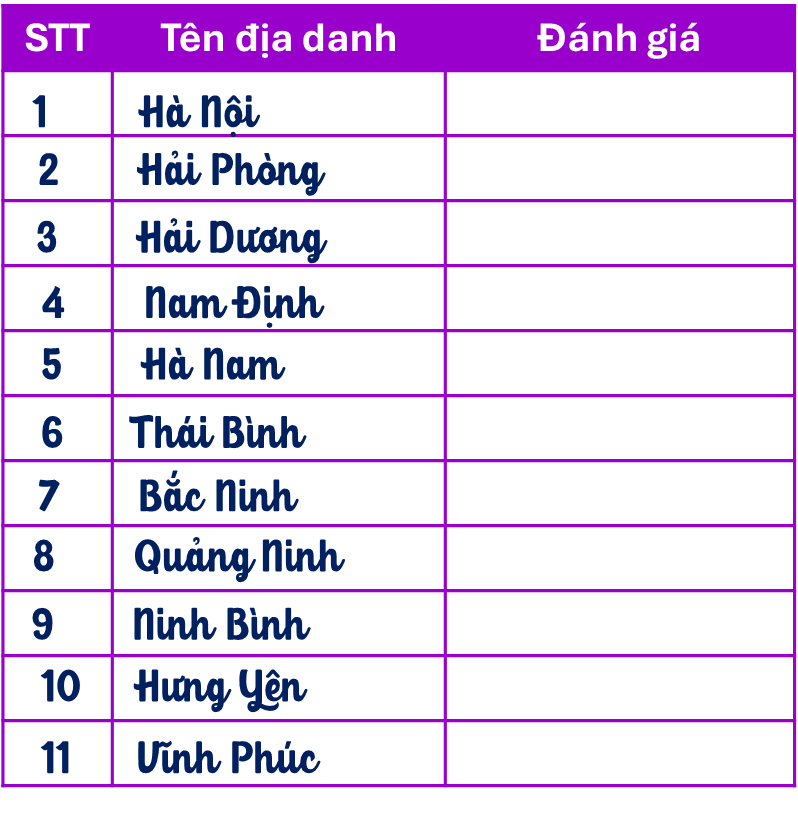 STT Tên địa danh Đánh giá
1 Hà Nội
2 Hải Phòng
3 Hải Dương
4 Nam Định
5 Hà Nam
6 Thái Bình
7 Bắc Ninh
8 Quảng Ninh
9 Ninh Bình
10 Hưng Yên
11 Vĩnh Phúc